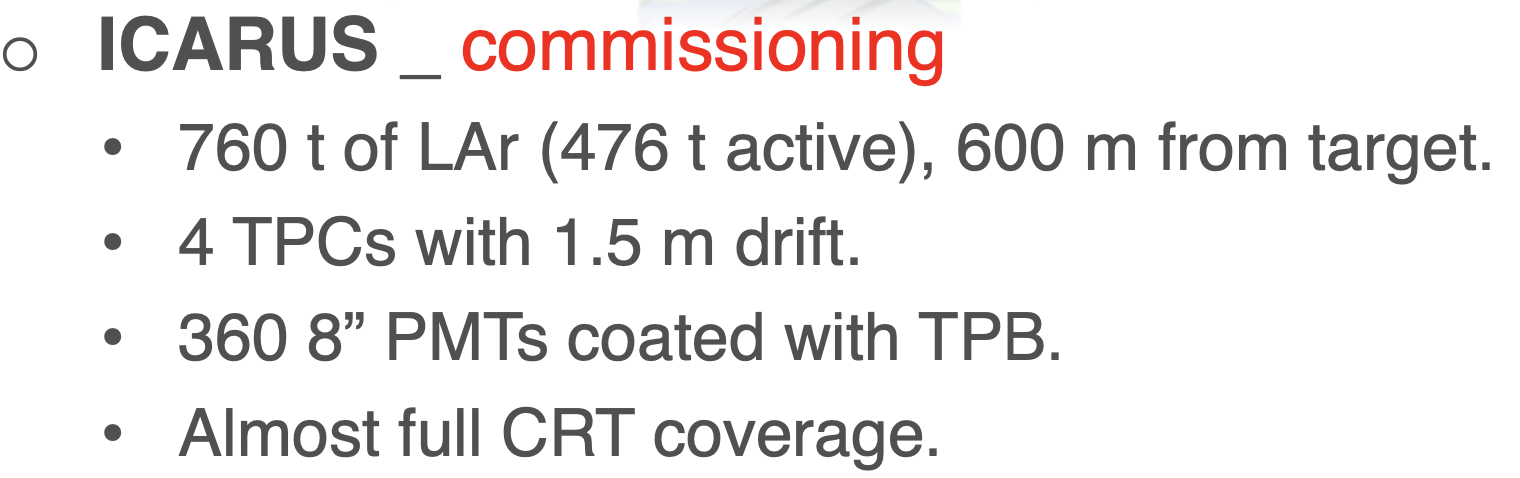 ○ ICARUS _ commissioning
• 760 t of LAr (476 t active), 600 m from target.
• 4 TPCs with 1.5 m drift.
• 360 8” PMTs coated with TPB.
• Almost full CRT coverage.